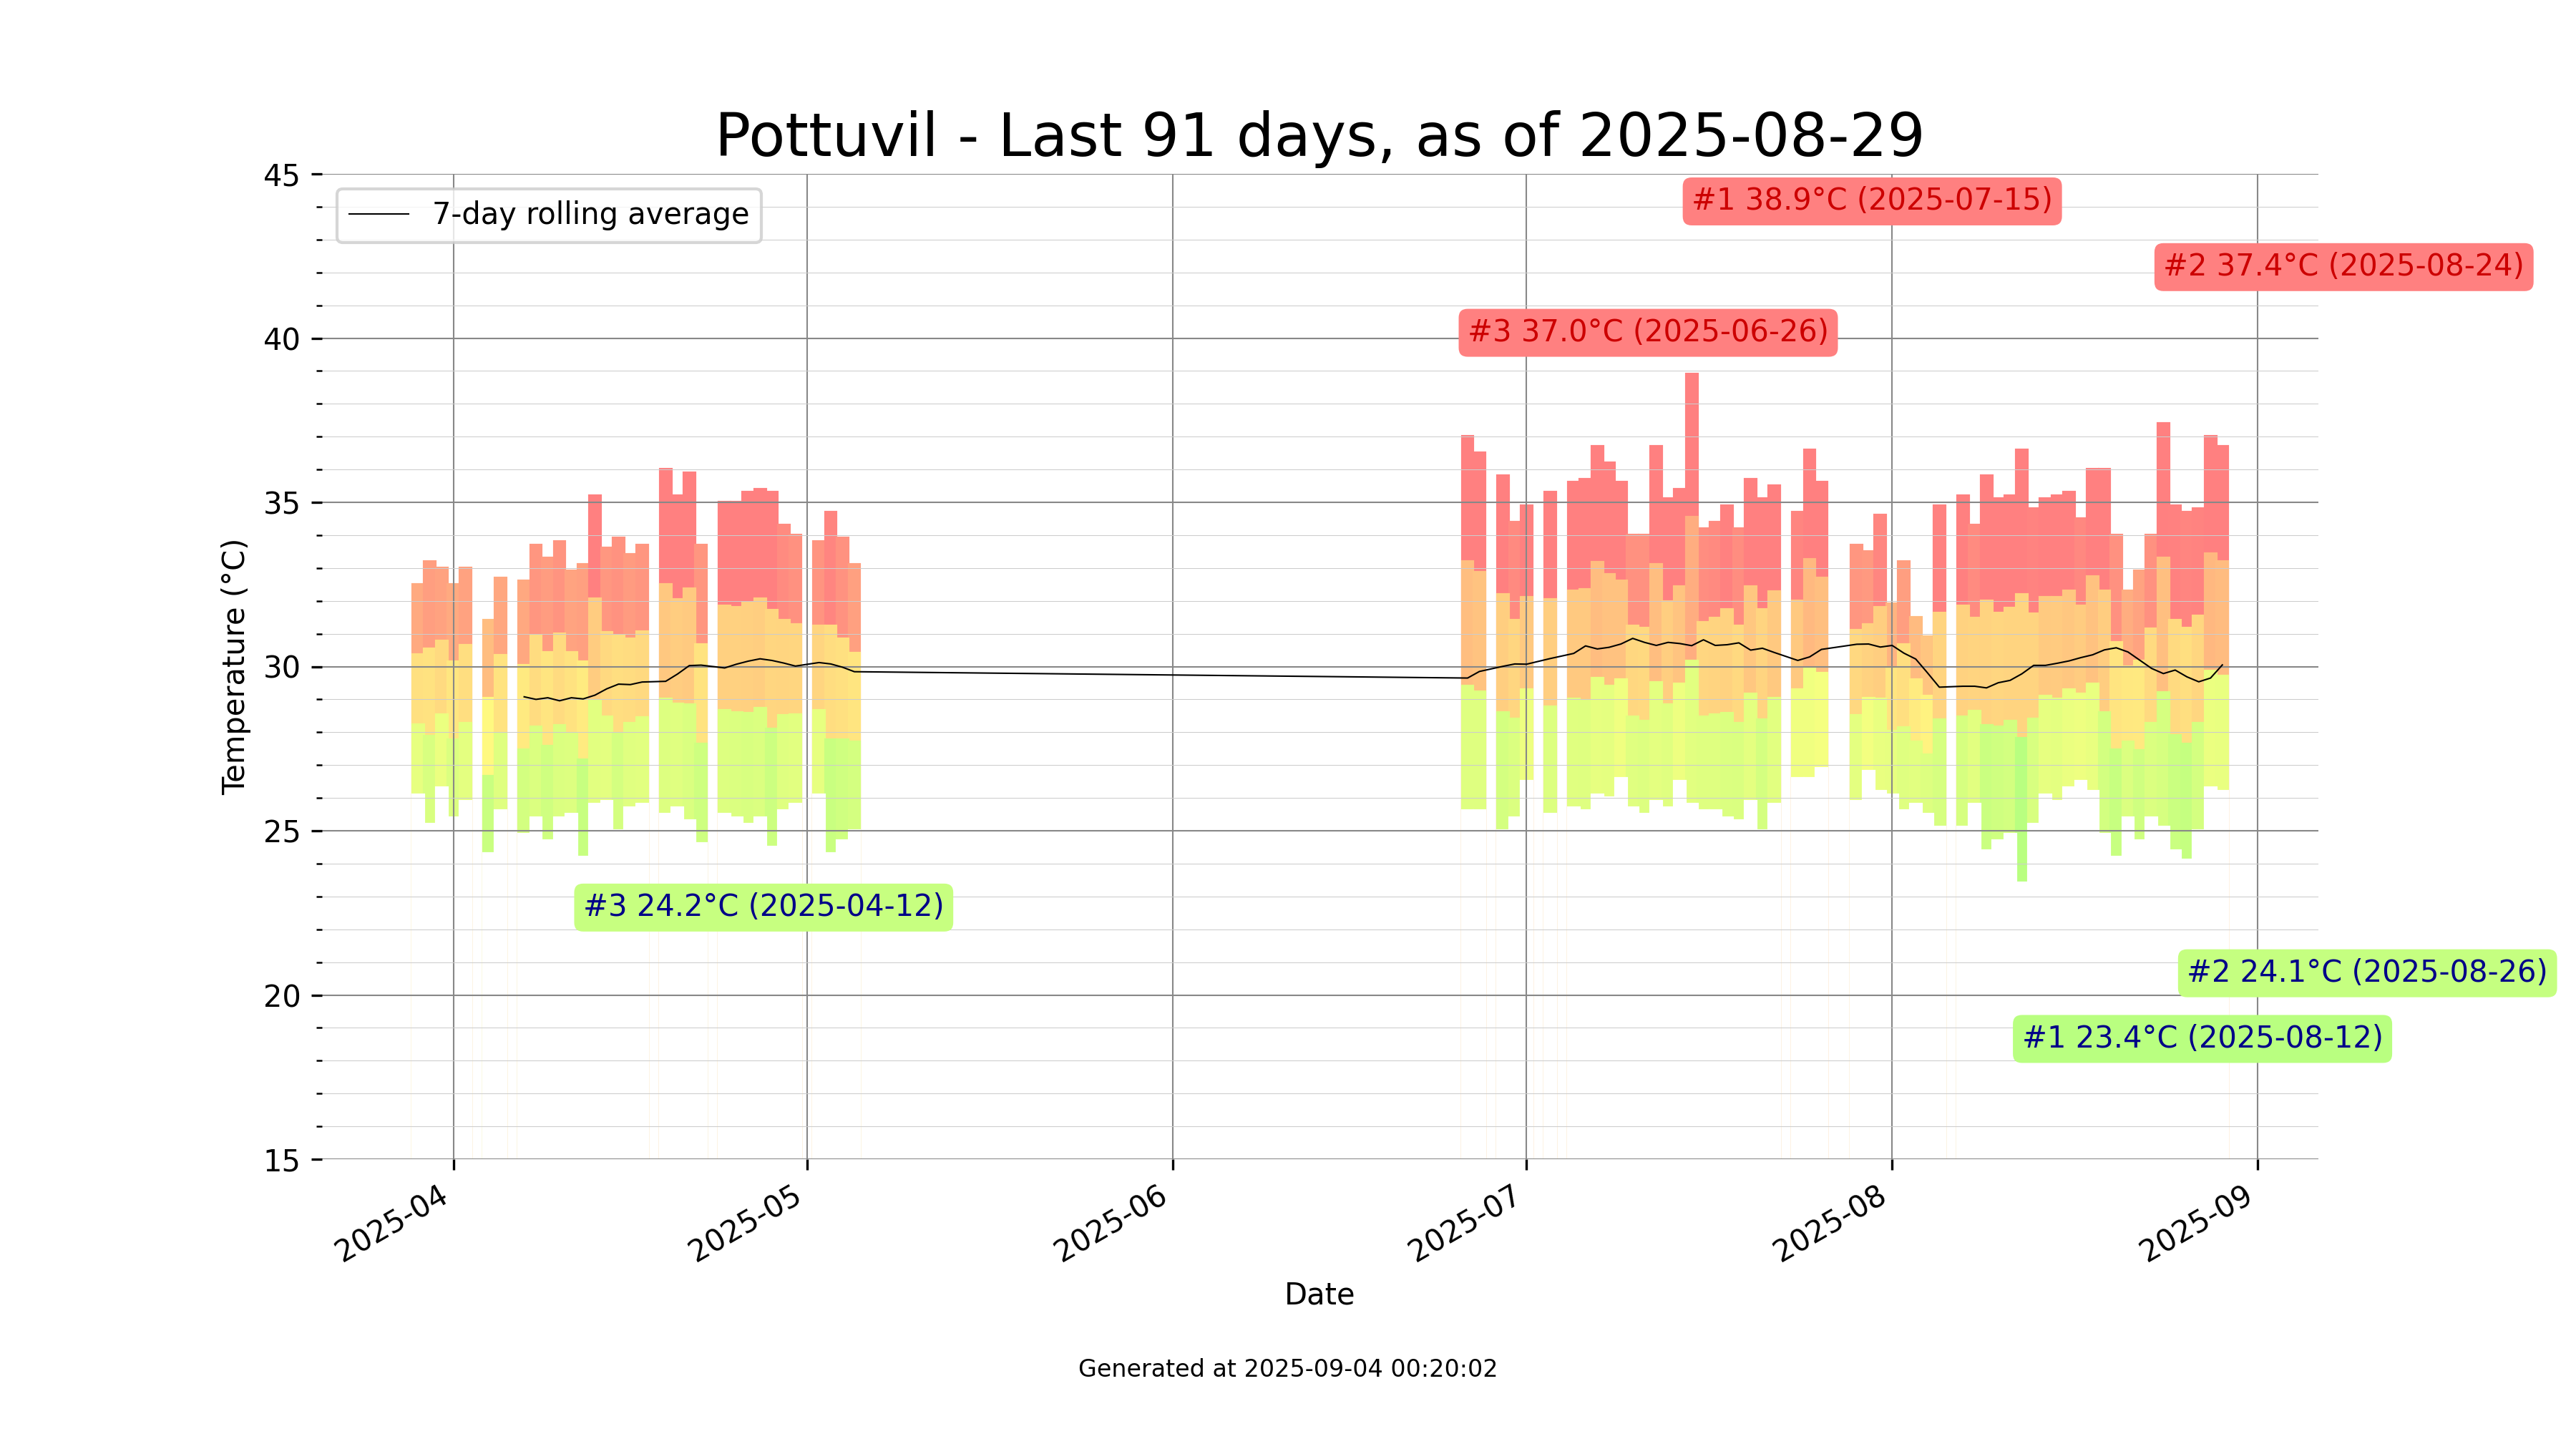 Pottuvil - Last 91 days, as of 2025-08-29
7-day rolling average
#1 38.9°C (2025-07-15)
#2 37.4°C (2025-08-24)
#3 37.0°C (2025-06-26)
#3 24.2°C (2025-04-12)
#2 24.1°C (2025-08-26)
#1 23.4°C (2025-08-12)
Temperature (°C)
45
40
35
30
25
20
15
2025-04
2025-05
2025-06
2025-07
2025-08
2025-09
Date
Generated at 2025-09-04 00:20:02